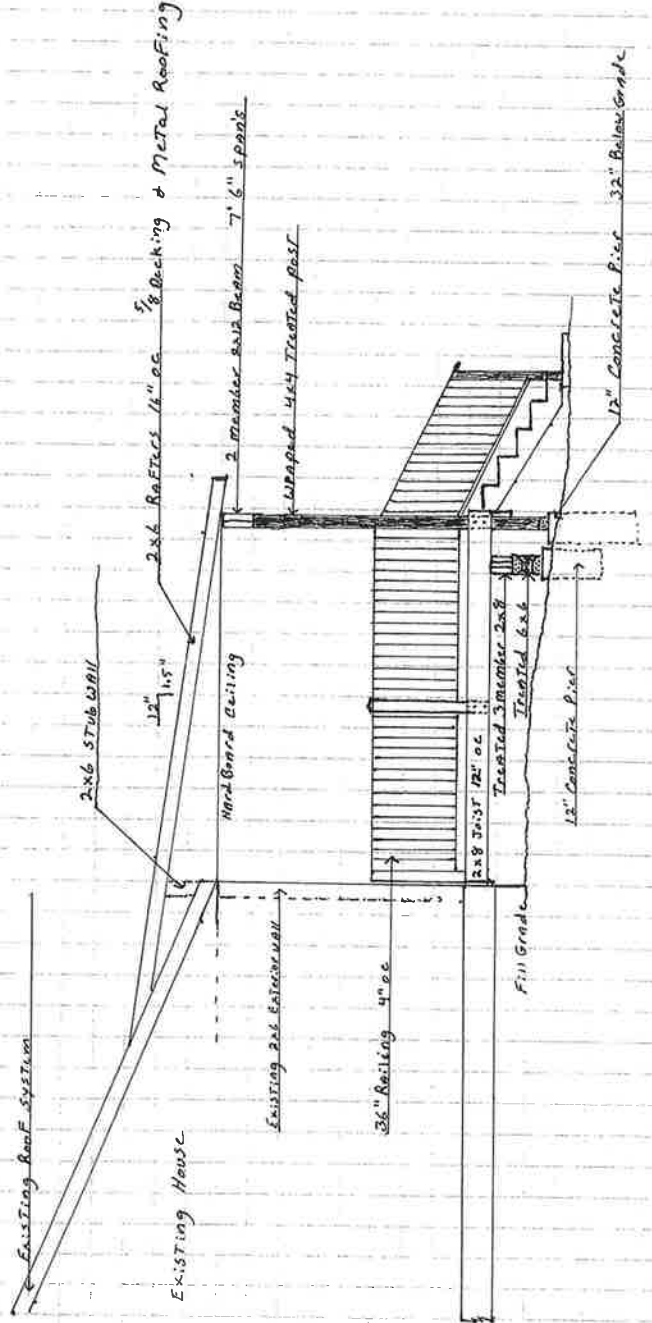 Existing Roof System
2x6 Stub Wall
2x6 Rafters 16" oc 5/8 Decking & Metal Roofing
12"
1.5"
2 Member 2x12 Beam 7' 6" span's
Wraped 4x4 Treated post
Hard Board Ceiling
Existing House
Existing 2x6 Exterior wall
36" Railing 4" oc
2x8 Joist 12" oc
Treated 3 member 2x8
Treated 6x6
Fill Grade
12" Concrete Pier
12" Concrete Pier 32" Below Grade